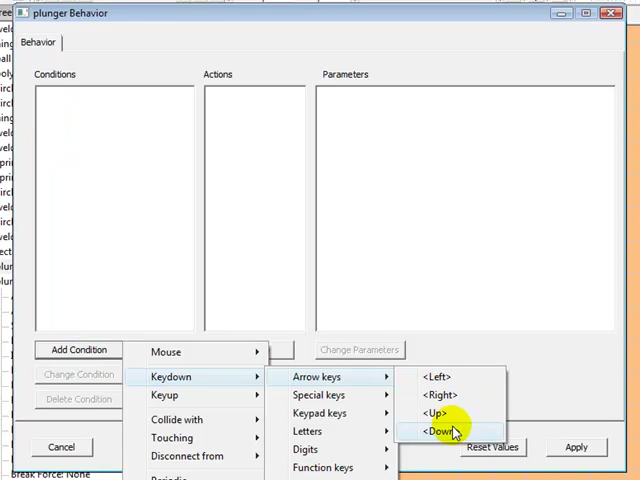 plunger Behavior
Behavior
Conditions
Actions
Parameters
Add Condition
Change Parameters
Change Condition
Delete Condition
Cancel
Reset Values
Apply
Mouse
Keydown
Keyup
Collide with
Touching
Disconnect from
Periodic
Arrow keys
Special keys
Keypad keys
Letters
Digits
Function keys
<Left>
<Right>
<Up>
<Down
Break Force: None